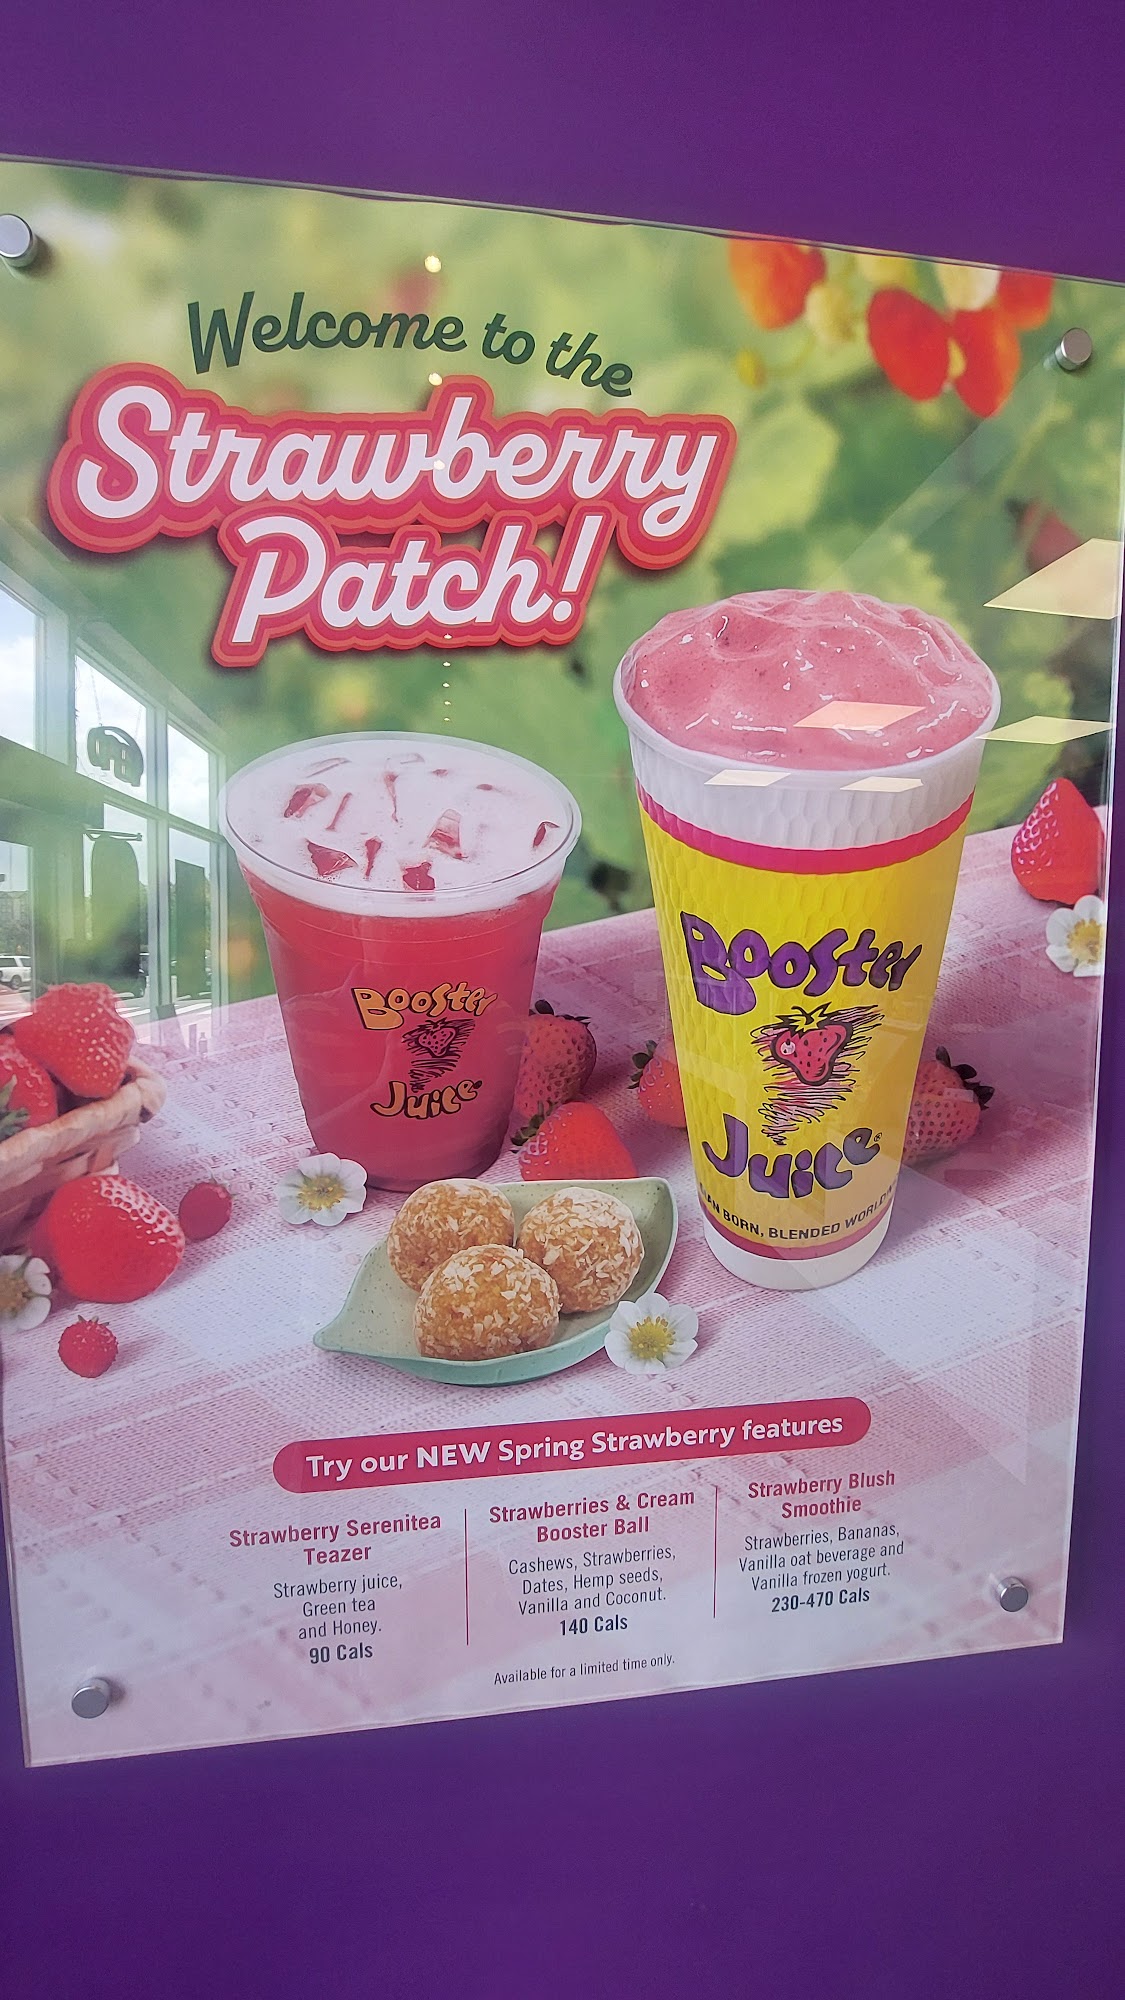 Welcome to the
Strawberry
Patch!
OPEN
Booster
Juice
Booster
Juice®
BORN, BLENDED
Try our NEW Spring Strawberry features
Strawberry Serenitea
Teazer
Strawberry juice,
Green tea
and Honey.
90 Cals
Strawberries & Cream
Booster Ball
Cashews, Strawberries,
Dates, Hemp seeds,
Vanilla and Coconut.
140 Cals
Strawberry Blush
Smoothie
Strawberries, Bananas,
Vanilla oat beverage and
Vanilla frozen yogurt.
230-470 Cals
Available for a limited time only.